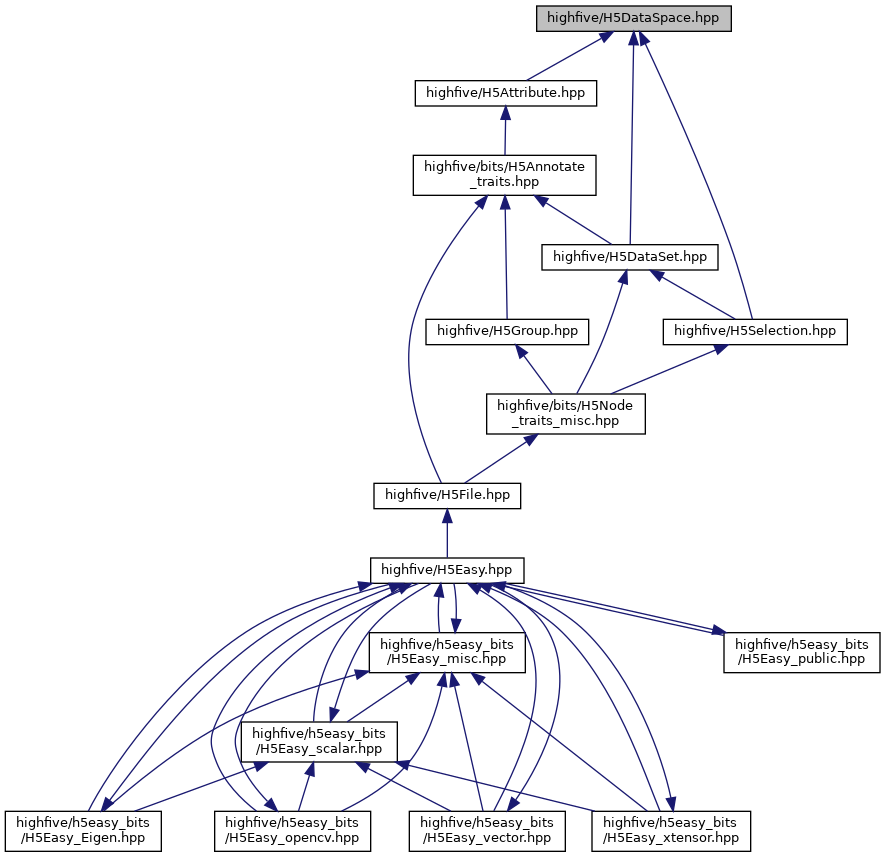 highfive/H5DataSpace.hpp
highfive/H5Attribute.hpp
highfive/bits/H5Annotate
_traits.hpp
highfive/H5DataSet.hpp
highfive/H5Group.hpp
highfive/H5Selection.hpp
highfive/bits/H5Node
_traits_misc.hpp
highfive/H5File.hpp
highfive/H5Easy.hpp
highfive/h5easy_bits
/H5Easy_misc.hpp
highfive/h5easy_bits
/H5Easy_public.hpp
highfive/h5easy_bits
/H5Easy_scalar.hpp
highfive/h5easy_bits
/H5Easy_Eigen.hpp
highfive/h5easy_bits
/H5Easy_opencv.hpp
highfive/h5easy_bits
/H5Easy_vector.hpp
highfive/h5easy_bits
/H5Easy_xtensor.hpp